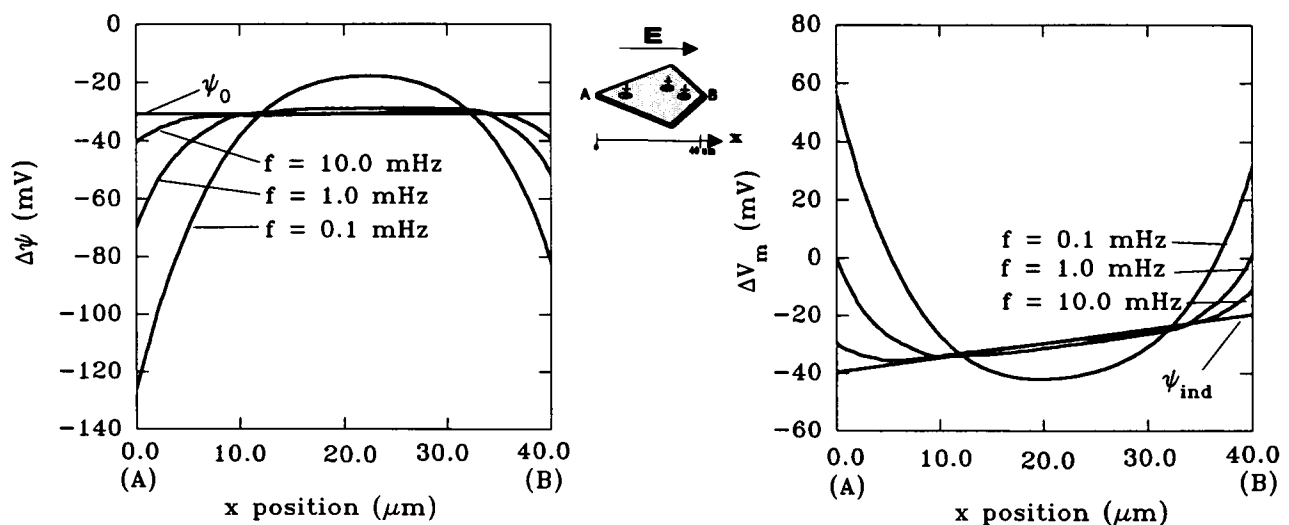 0
−20
−40
−60
−80
−100
−120
−140
Δψ (mV)
ψ0
f = 10.0 mHz
f = 1.0 mHz
f = 0.1 mHz
0.0 10.0 20.0 30.0 40.0
(A) (B)
x position (μm)
E
A
B
x
80
60
40
20
0
−20
−40
−60
ΔVm (mV)
f = 0.1 mHz
f = 1.0 mHz
f = 10.0 mHz
ψind
0.0 10.0 20.0 30.0 40.0
(A) (B)
x position (μm)